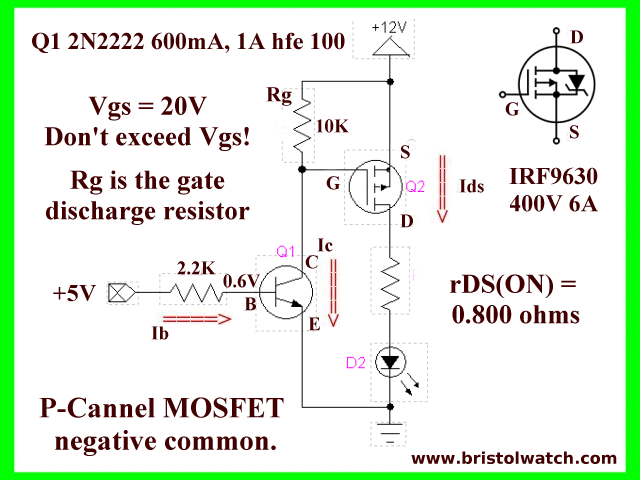 Q1 2N2222 600mA, 1A hfe 100
+12V
D
G
S
Vgs = 20V
Don't exceed Vgs!
Rg
10K
Rg is the gate
discharge resistor
S
G
Q2
Ids
D
IRF9630
400V 6A
Q1
Ic
C
2.2K
0.6V
+5V
B
E
Ib
rDS(ON) =
0.800 ohms
D2
P-Cannel MOSFET
negative common.
www.bristolwatch.com